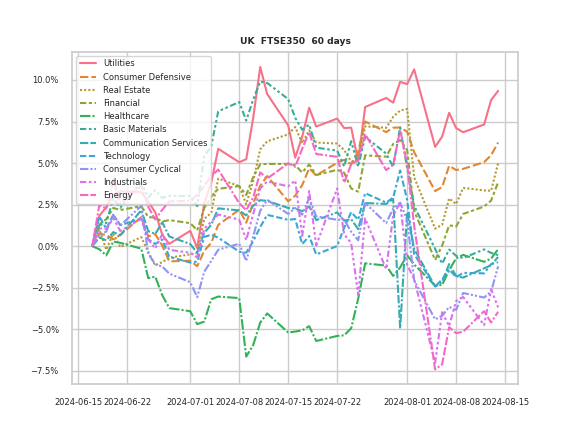 UK  FTSE350  60 days
Utilities
Consumer Defensive
Real Estate
Financial
Healthcare
Basic Materials
Communication Services
Technology
Consumer Cyclical
Industrials
Energy
10.0%
7.5%
5.0%
2.5%
0.0%
−2.5%
−5.0%
−7.5%
2024-06-15 2024-06-22 2024-07-01 2024-07-08 2024-07-15 2024-07-22 2024-08-01 2024-08-08 2024-08-15